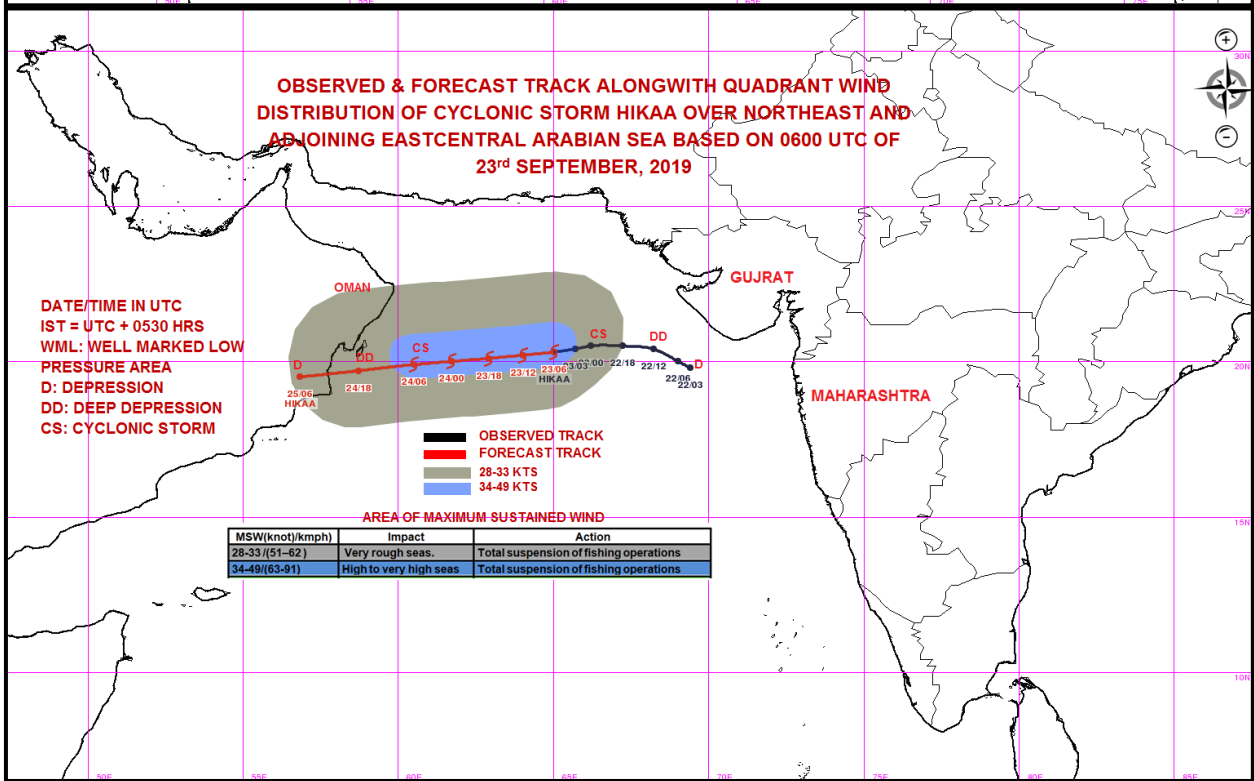 50E 55E 60E 65E 70E 75E
OBSERVED & FORECAST TRACK ALONGWITH QUADRANT WIND
DISTRIBUTION OF CYCLONIC STORM HIKAA OVER NORTHEAST AND
ADJOINING EASTCENTRAL ARABIAN SEA BASED ON 0600 UTC OF
23rd SEPTEMBER, 2019
30N
25N
GUJRAT
OMAN
DATE/TIME IN UTC
IST = UTC + 0530 HRS
WML: WELL MARKED LOW
PRESSURE AREA
D: DEPRESSION
DD: DEEP DEPRESSION
CS: CYCLONIC STORM
D DD CS CS DD D
20N
25/06
HIKAA
24/18
24/06
24/00
23/18
23/12
23/06
HIKAA
23/03
23/00
22/18
22/12
22/06
22/03
MAHARASHTRA
OBSERVED TRACK
FORECAST TRACK
28-33 KTS
34-49 KTS
15N
AREA OF MAXIMUM SUSTAINED WIND
MSW(knot)/kmph) Impact Action
28-33/(51–62 ) Very rough seas. Total suspension of fishing operations
34-49/(63-91) High to very high seas Total suspension of fishing operations
10N
50E 55E 60E 65E 70E 75E 80E 85E